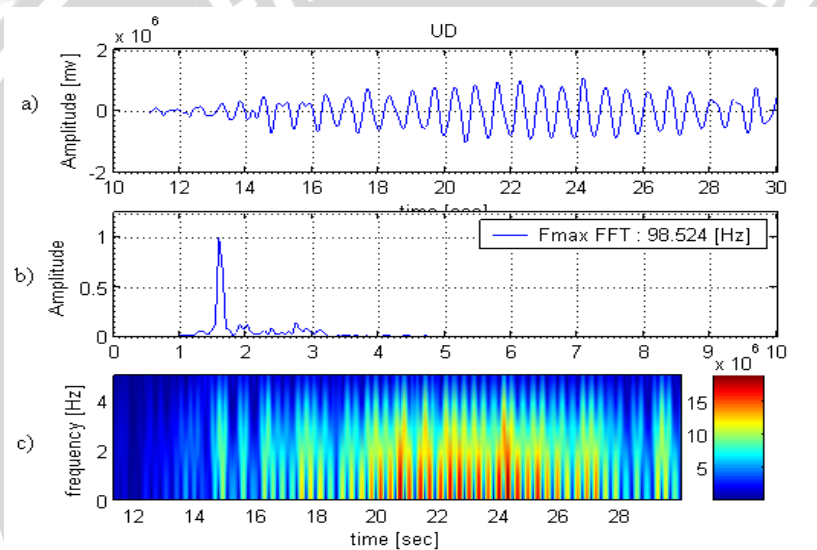 x 10^6
UD
a)
Amplitude [mv]
2
0
-2
10 12 14 16 18 20 22 24 26 28 30
time [sec]
b)
Amplitude
1
0.5
0
Fmax FFT : 98.524 [Hz]
0 1 2 3 4 5 6 7 8 9 10
x 10^6
c)
frequency [Hz]
4
2
0
15
10
5
12 14 16 18 20 22 24 26 28
time [sec]